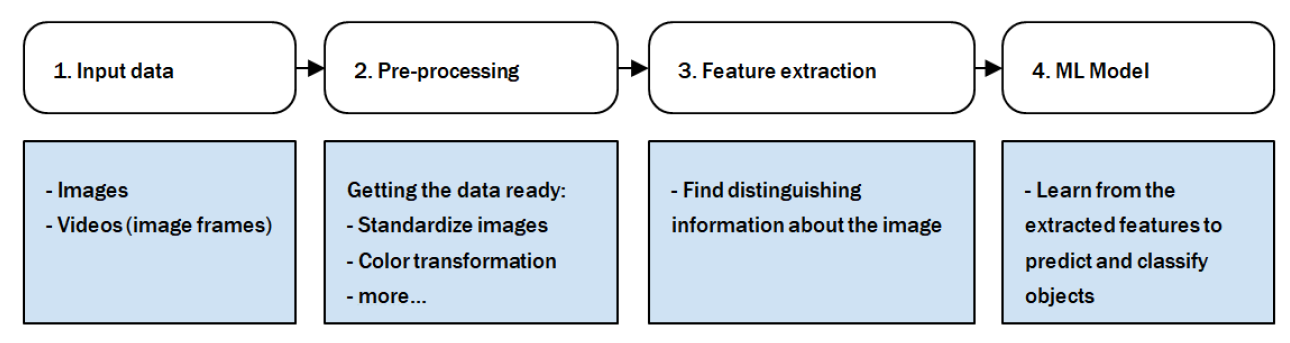 1. Input data
2. Pre-processing
3. Feature extraction
4. ML Model
- Images
- Videos (image frames)
Getting the data ready:
- Standardize images
- Color transformation
- more...
- Find distinguishing
information about the image
- Learn from the
extracted features to
predict and classify
objects